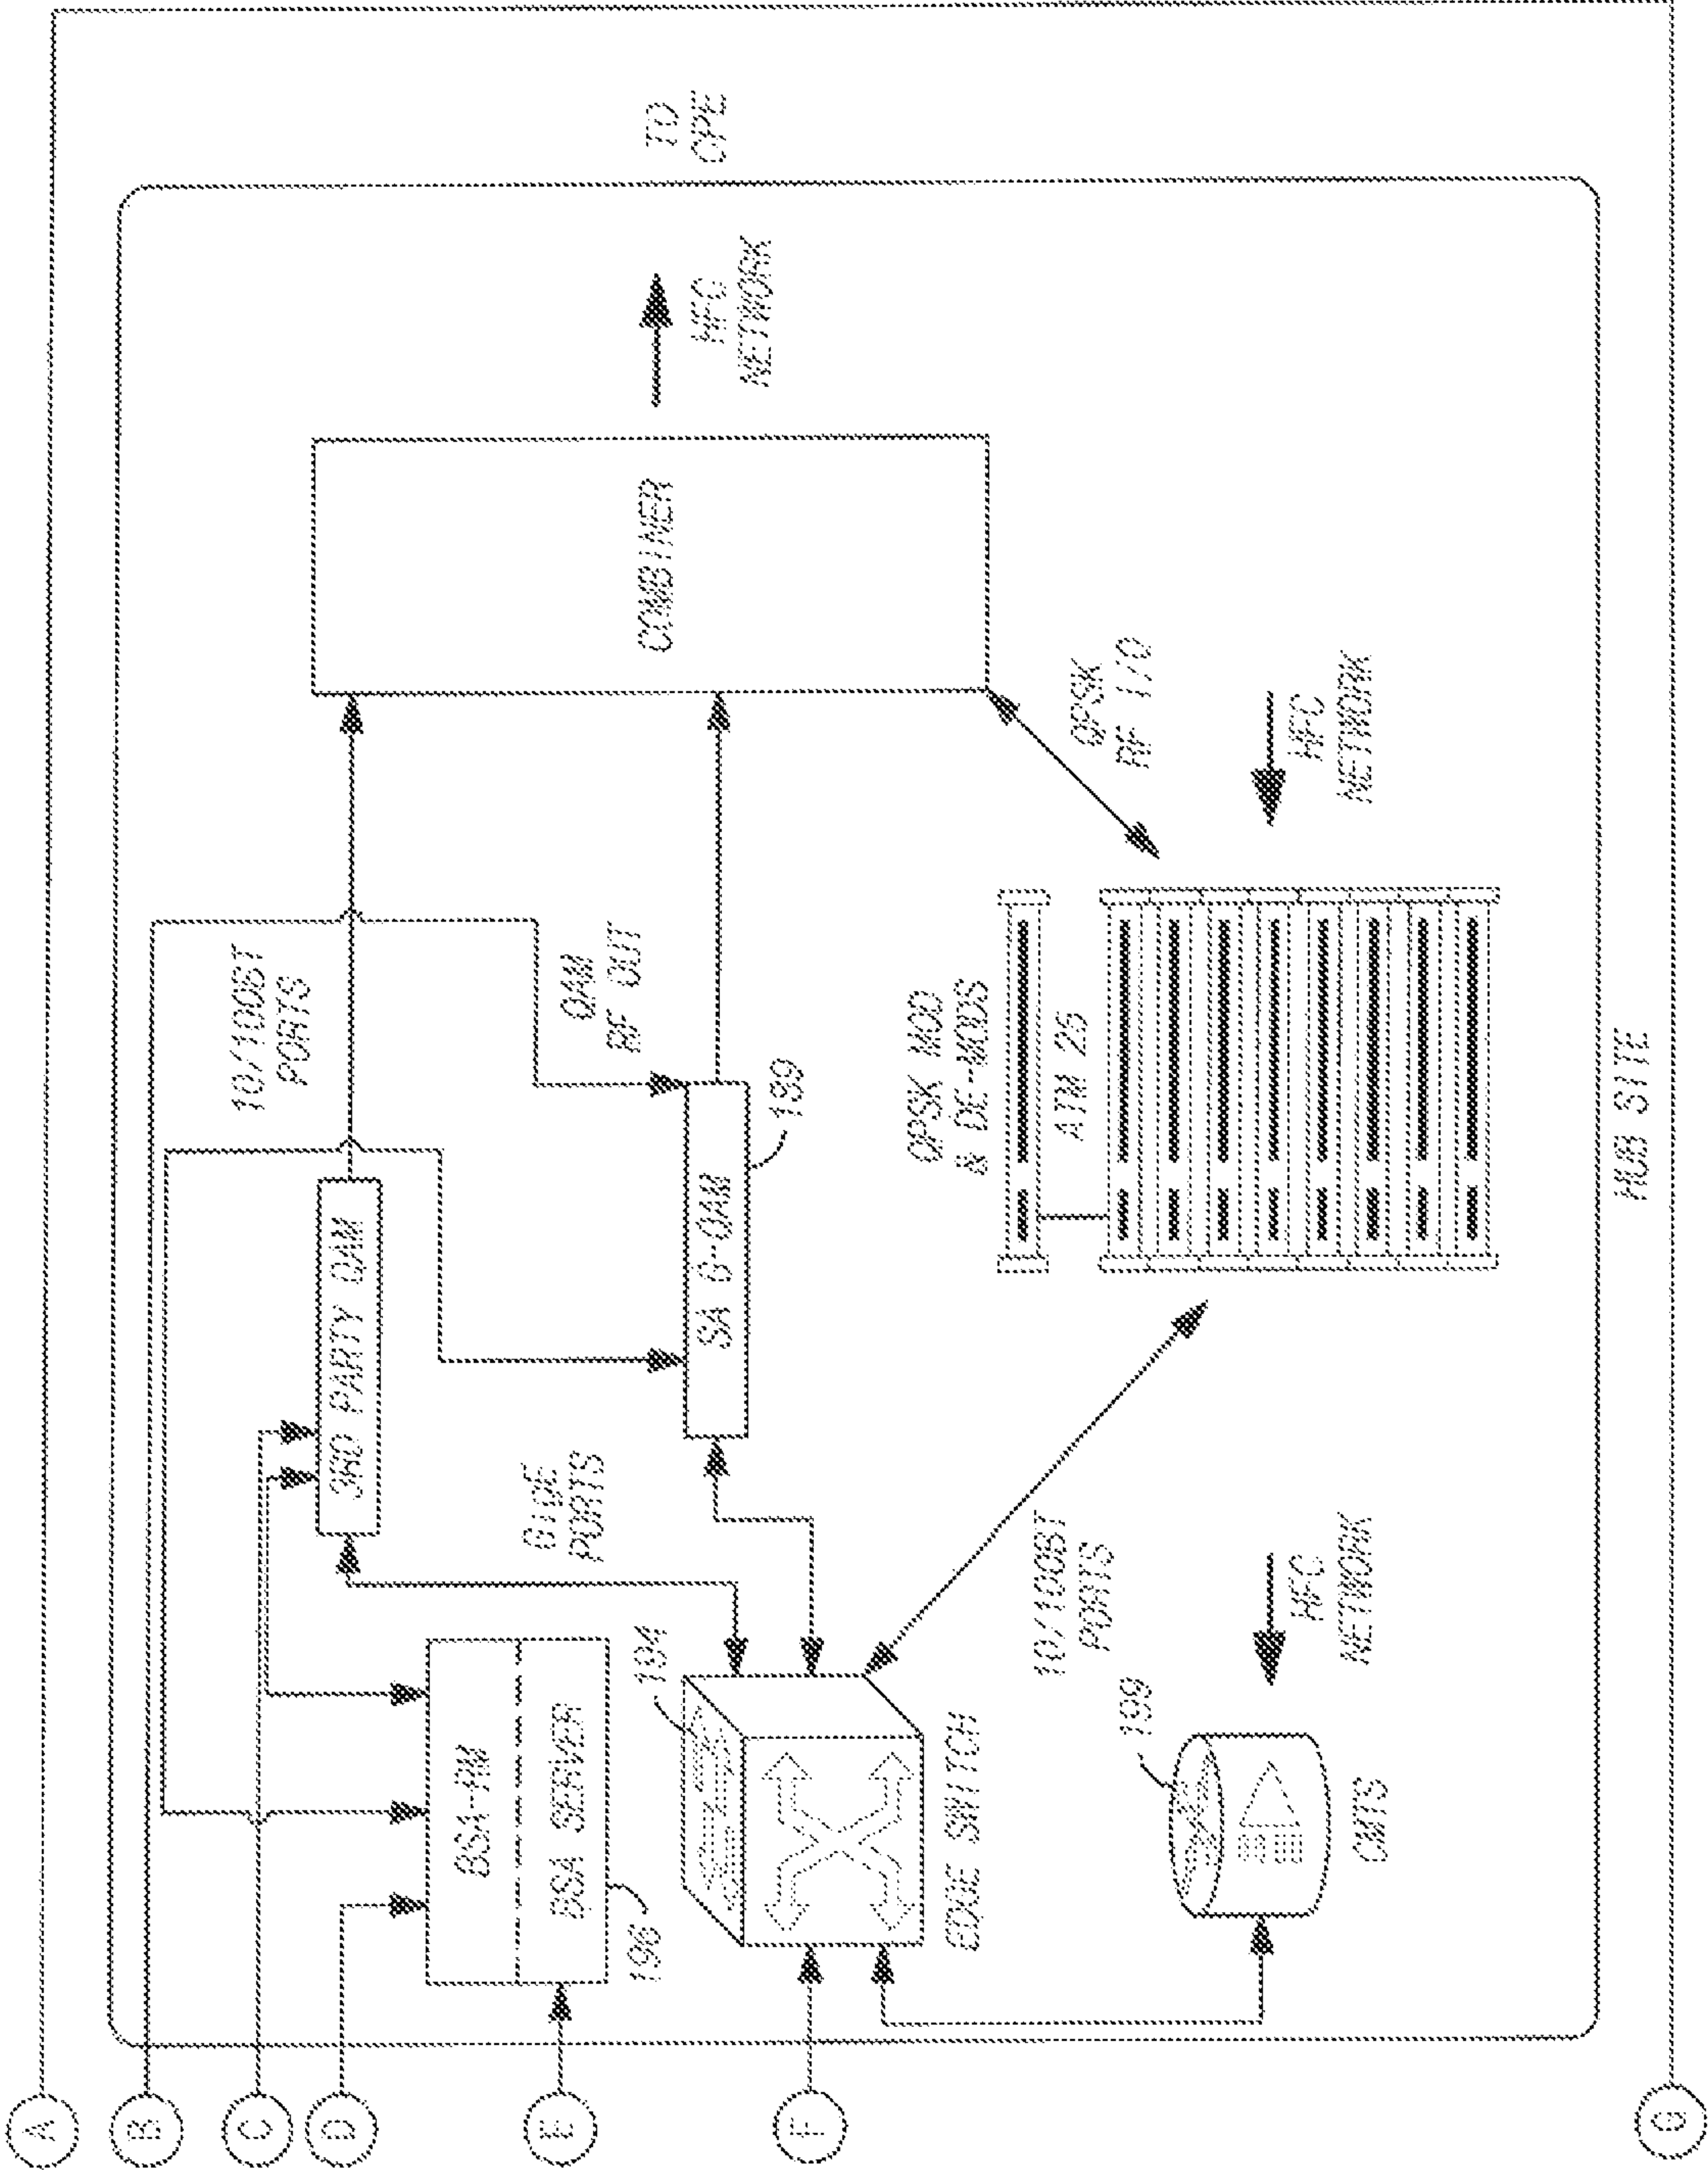 A
B
C
D
E
F
G
TO
CPE
10/100BT
PORTS
3RD PARTY QAM
BSA-RM
BSA SERVER
196
GIGE
PORTS
QAM
RF OUT
SA G-QAM
199
COMBINER
HFC
NETWORK
194
EDGE SWITCH
QPSK MOD
& DE-MODS
ATM 25
QPSK
RF I/O
10/100BT
PORTS
199
CMTS
HFC
NETWORK
HFC
NETWORK
HUB SITE